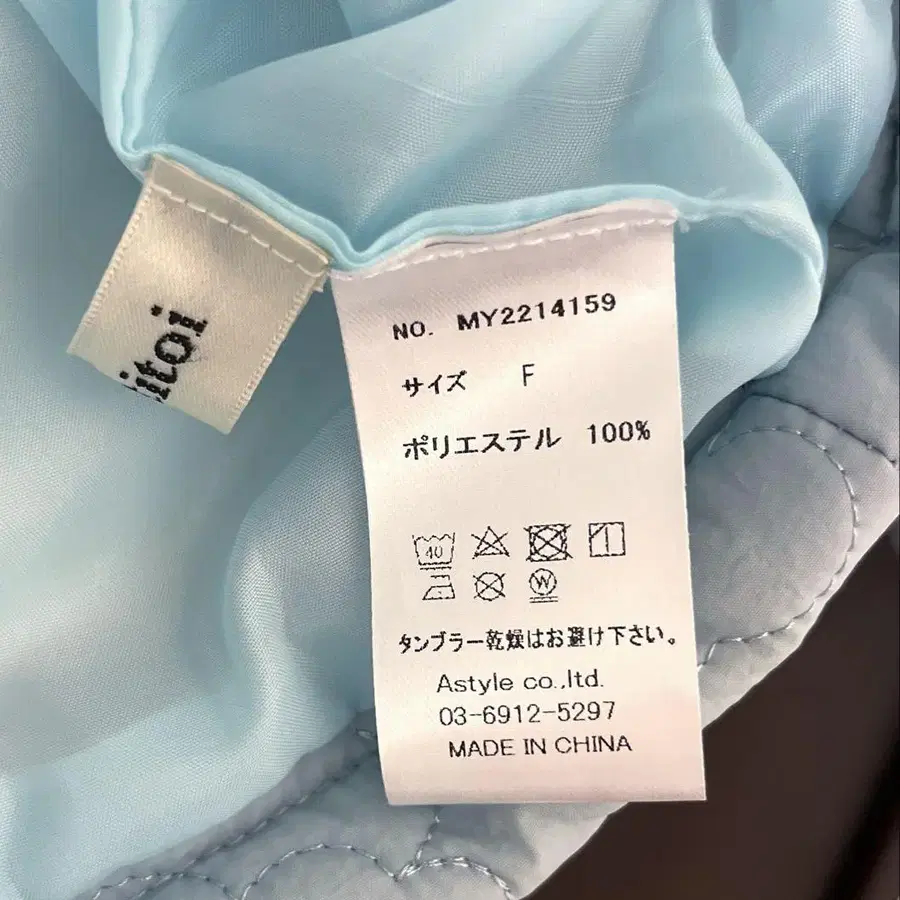 NO. MY2214159
サイズ F
ポリエステル 100%
40
W
タンブラー乾燥はお避け下さい。
Astyle co.,ltd.
03-6912-5297
MADE IN CHINA